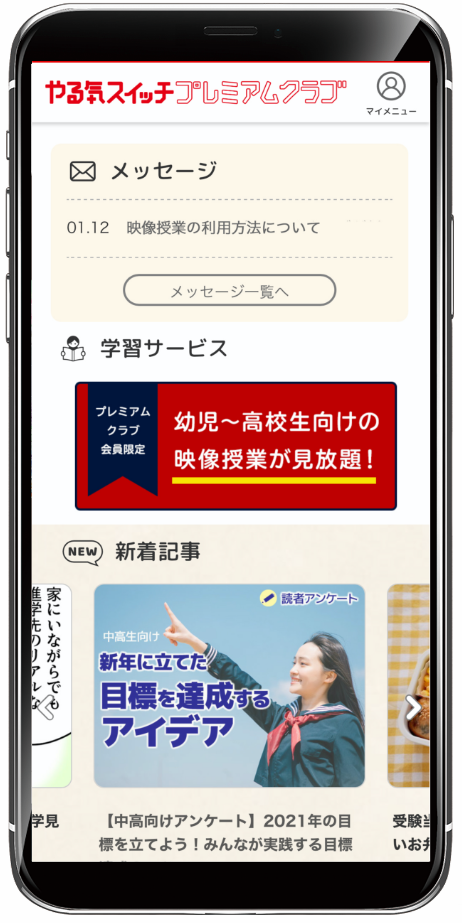 やる気スイッチプレミアムクラブ
マイメニュー
メッセージ
01.12 映像授業の利用方法について
メッセージ一覧へ
学習サービス
プレミアム
クラブ
会員限定
幼児〜高校生向けの
映像授業が見放題！
NEW 新着記事
家にいながらでも
進学先のリアルな
読者アンケート
中高生向け
新年に立てた
目標を達成する
アイデア
学見
【中高向けアンケート】2021年の目
標を立てよう！みんなが実践する目標
受験当
いお弁